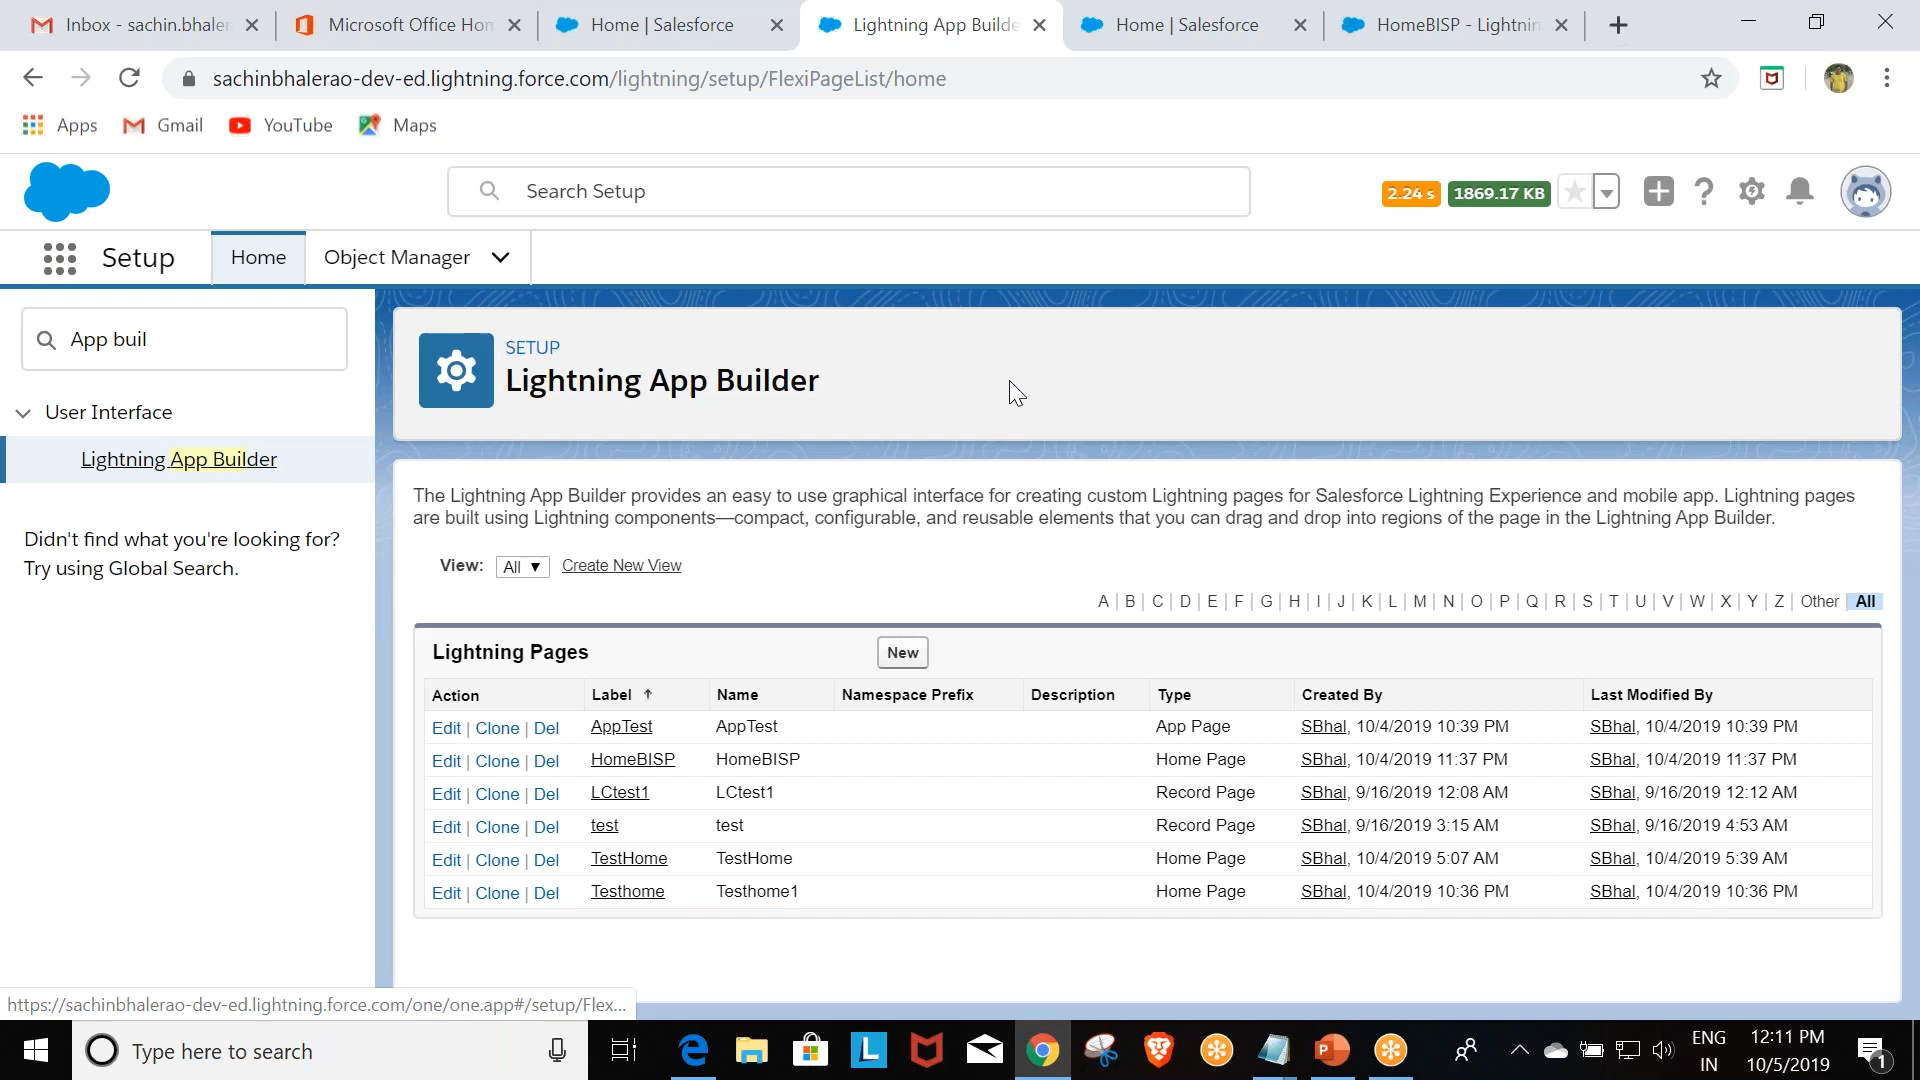 Inbox - sachin.bhaler
Microsoft Office Hom
Home | Salesforce
Lightning App Builde
Home | Salesforce
HomeBISP - Lightnin
sachinbhalerao-dev-ed.lightning.force.com/lightning/setup/FlexiPageList/home
Apps Gmail YouTube Maps
Search Setup
2.24 s 1869.17 KB
Setup Home Object Manager
App buil
User Interface
Lightning App Builder
Didn't find what you're looking for?
Try using Global Search.
SETUP
Lightning App Builder
The Lightning App Builder provides an easy to use graphical interface for creating custom Lightning pages for Salesforce Lightning Experience and mobile app. Lightning pages
are built using Lightning components—compact, configurable, and reusable elements that you can drag and drop into regions of the page in the Lightning App Builder.
View: All ▼ Create New View
A | B | C | D | E | F | G | H | I | J | K | L | M | N | O | P | Q | R | S | T | U | V | W | X | Y | Z | Other | All
Lightning Pages New
Action Label ↑ Name Namespace Prefix Description Type Created By Last Modified By
Edit | Clone | Del AppTest AppTest App Page SBhal, 10/4/2019 10:39 PM SBhal, 10/4/2019 10:39 PM
Edit | Clone | Del HomeBISP HomeBISP Home Page SBhal, 10/4/2019 11:37 PM SBhal, 10/4/2019 11:37 PM
Edit | Clone | Del LCtest1 LCtest1 Record Page SBhal, 9/16/2019 12:08 AM SBhal, 9/16/2019 12:12 AM
Edit | Clone | Del test test Record Page SBhal, 9/16/2019 3:15 AM SBhal, 9/16/2019 4:53 AM
Edit | Clone | Del TestHome TestHome Home Page SBhal, 10/4/2019 5:07 AM SBhal, 10/4/2019 5:39 AM
Edit | Clone | Del Testhome Testhome1 Home Page SBhal, 10/4/2019 10:36 PM SBhal, 10/4/2019 10:36 PM
https://sachinbhalerao-dev-ed.lightning.force.com/one/one.app#/setup/Flex...
Type here to search
ENG
IN
12:11 PM
10/5/2019
1